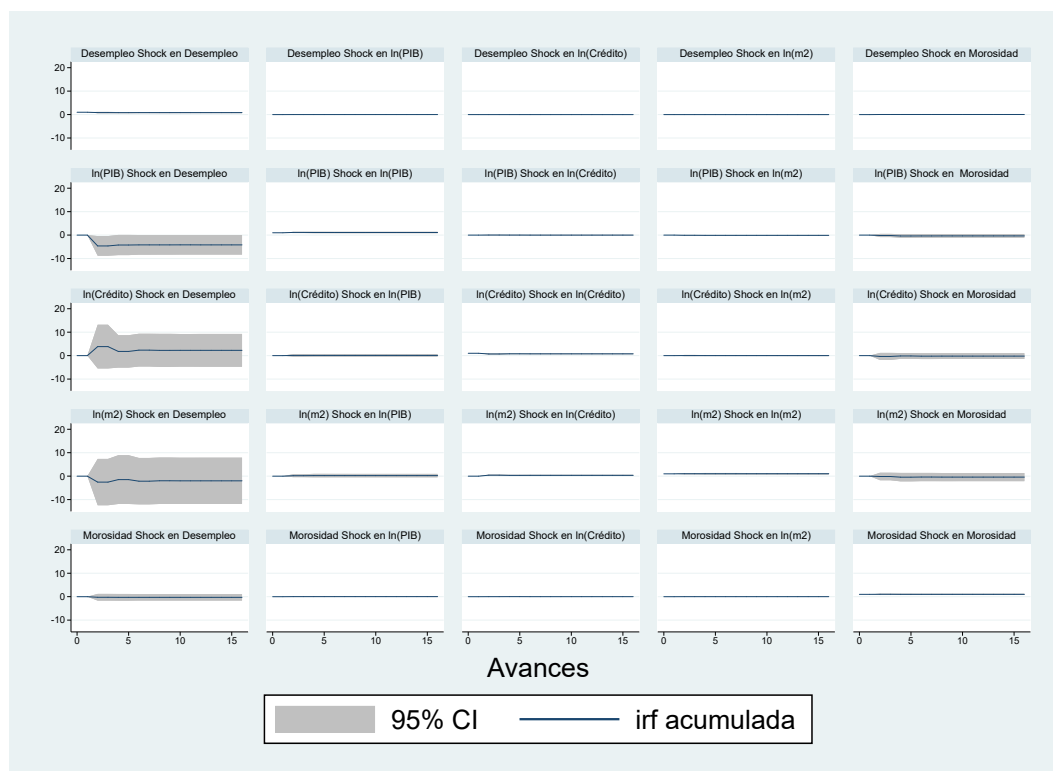 Desempleo Shock en Desempleo
Desempleo Shock en ln(PIB)
Desempleo Shock en ln(Crédito)
Desempleo Shock en ln(m2)
Desempleo Shock en Morosidad
20
10
0
-10
ln(PIB) Shock en Desempleo
ln(PIB) Shock en ln(PIB)
ln(PIB) Shock en ln(Crédito)
ln(PIB) Shock en ln(m2)
ln(PIB) Shock en  Morosidad
20
10
0
-10
ln(Crédito) Shock en Desempleo
ln(Crédito) Shock en ln(PIB)
ln(Crédito) Shock en ln(Crédito)
ln(Crédito) Shock en ln(m2)
ln(Crédito) Shock en Morosidad
20
10
0
-10
ln(m2) Shock en Desempleo
ln(m2) Shock en ln(PIB)
ln(m2) Shock en ln(Crédito)
ln(m2) Shock en ln(m2)
ln(m2) Shock en Morosidad
20
10
0
-10
Morosidad Shock en Desempleo
Morosidad Shock en ln(PIB)
Morosidad Shock en ln(Crédito)
Morosidad Shock en ln(m2)
Morosidad Shock en Morosidad
20
10
0
-10
0 5 10 15
0 5 10 15
0 5 10 15
0 5 10 15
0 5 10 15
Avances
95% CI
irf acumulada